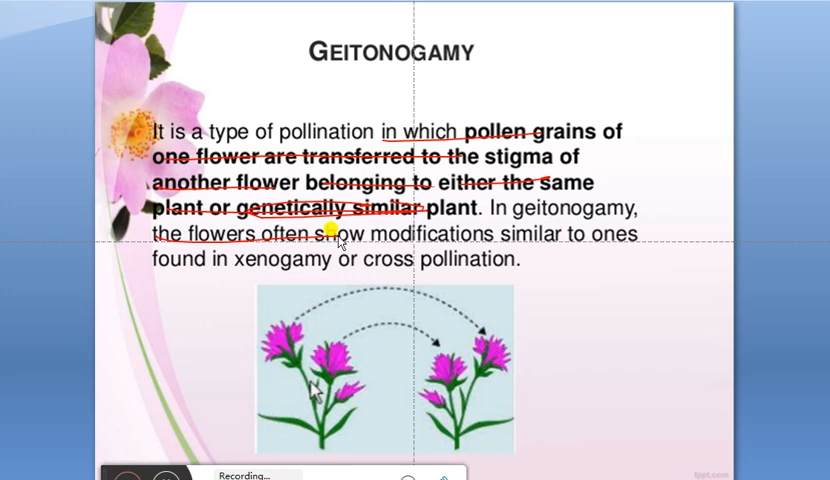 GEITONOGAMY
It is a type of pollination in which pollen grains of
one flower are transferred to the stigma of
another flower belonging to either the same
plant or genetically similar plant. In geitonogamy,
the flowers often show modifications similar to ones
found in xenogamy or cross pollination.
Recording...
fppt.com